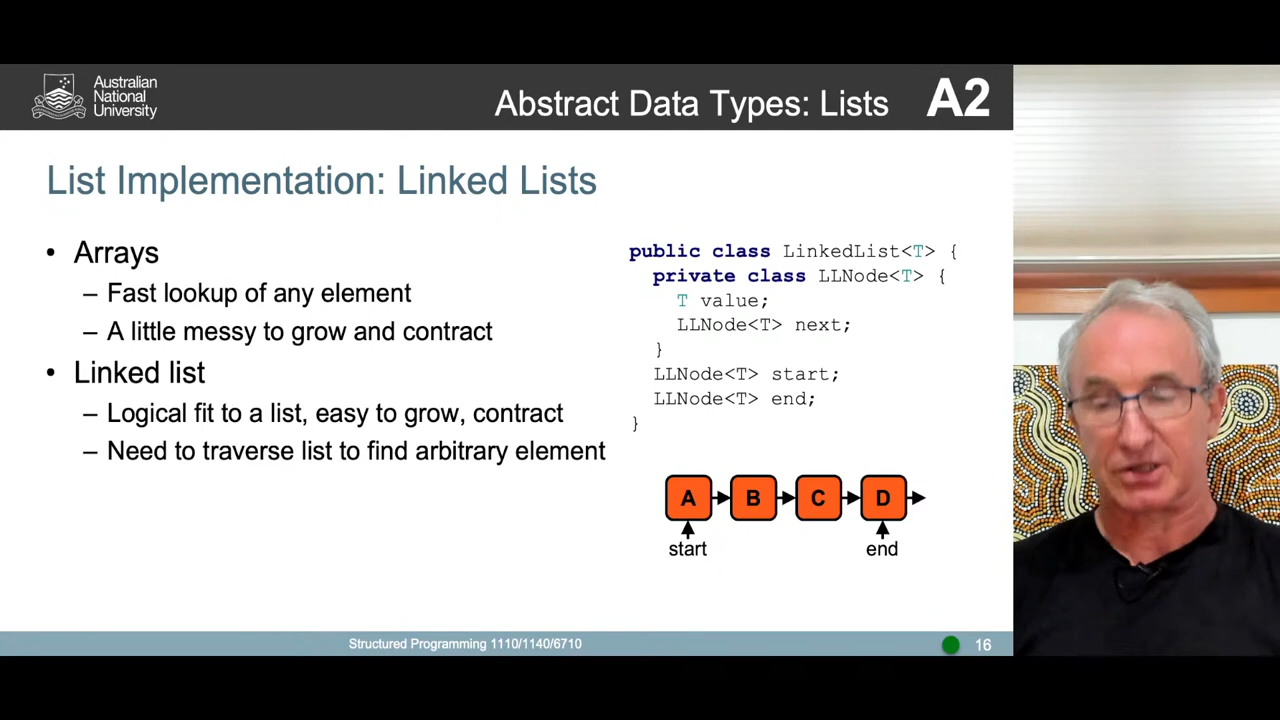 Australian
National
University
Abstract Data Types: Lists A2
List Implementation: Linked Lists
• Arrays
– Fast lookup of any element
– A little messy to grow and contract
• Linked list
– Logical fit to a list, easy to grow, contract
– Need to traverse list to find arbitrary element
public class LinkedList<T> {
private class LLNode<T> {
T value;
LLNode<T> next;
}
LLNode<T> start;
LLNode<T> end;
}
A B C D
start end
Structured Programming 1110/1140/6710 16